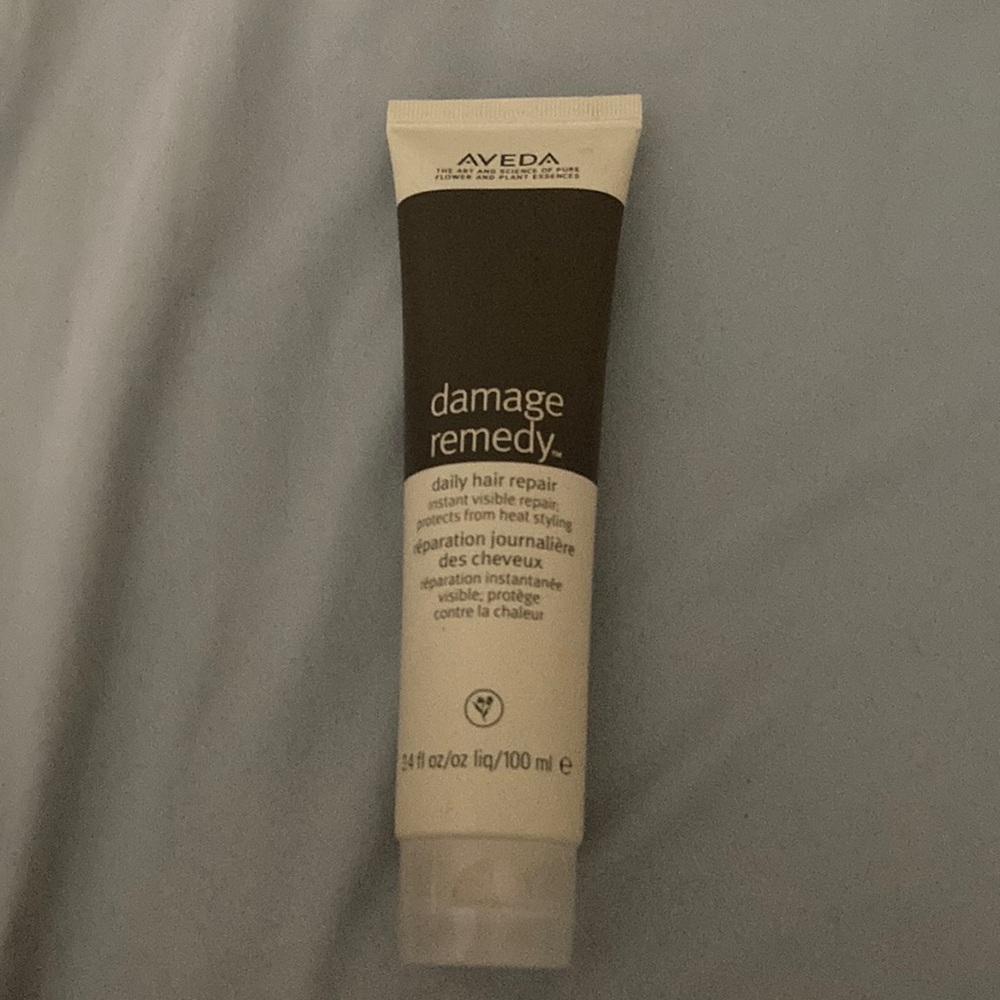 AVEDA
THE ART AND SCIENCE OF PURE
FLOWER AND PLANT ESSENCES
damage
remedy™
daily hair repair
instant visible repair;
protects from heat styling
réparation journalière
des cheveux
réparation instantanée
visible; protège
contre la chaleur
fl oz/oz liq/100 ml e